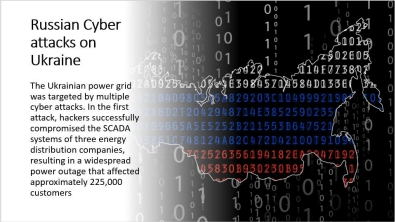 Russian Cyber
attacks on
Ukraine
The Ukrainian power grid
was targeted by multiple
cyber attacks. In the first
attack, hackers successfully
compromised the SCADA
systems of three energy
distribution companies,
resulting in a widespread
power outage that affected
approximately 225,000
customers